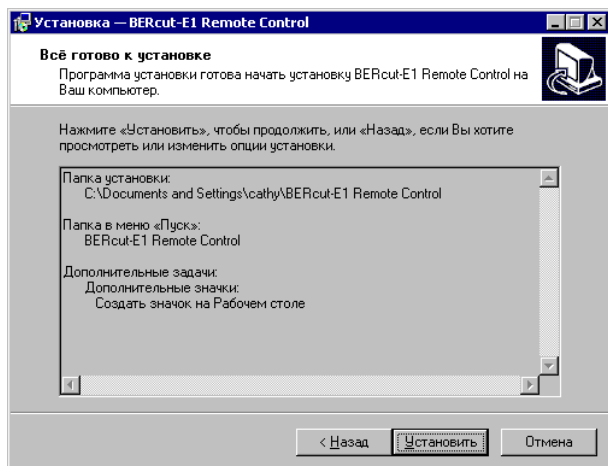 Установка — BERcut-E1 Remote Control
Всё готово к установке
Программа установки готова начать установку BERcut-E1 Remote Control на
Ваш компьютер.
Нажмите «Установить», чтобы продолжить, или «Назад», если Вы хотите
просмотреть или изменить опции установки.
Папка установки:
C:\Documents and Settings\cathy\BERcut-E1 Remote Control
Папка в меню «Пуск»:
BERcut-E1 Remote Control
Дополнительные задачи:
Дополнительные значки:
Создать значок на Рабочем столе
< Назад
Установить
Отмена